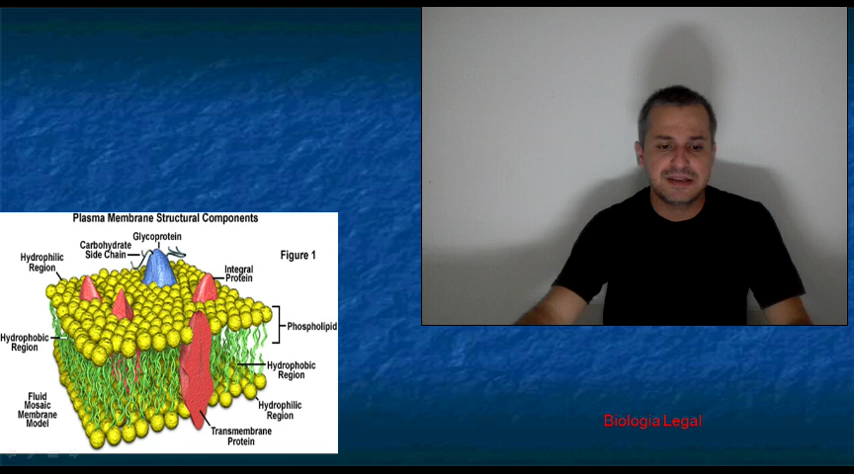 Plasma Membrane Structural Components
Glycoprotein
Carbohydrate
Side Chain
Figure 1
Hydrophilic
Region
Integral
Protein
Phospholipid
Hydrophobic
Region
Hydrophobic
Region
Fluid
Mosaic
Membrane
Model
Hydrophilic
Region
Transmembrane
Protein
Biologia Legal